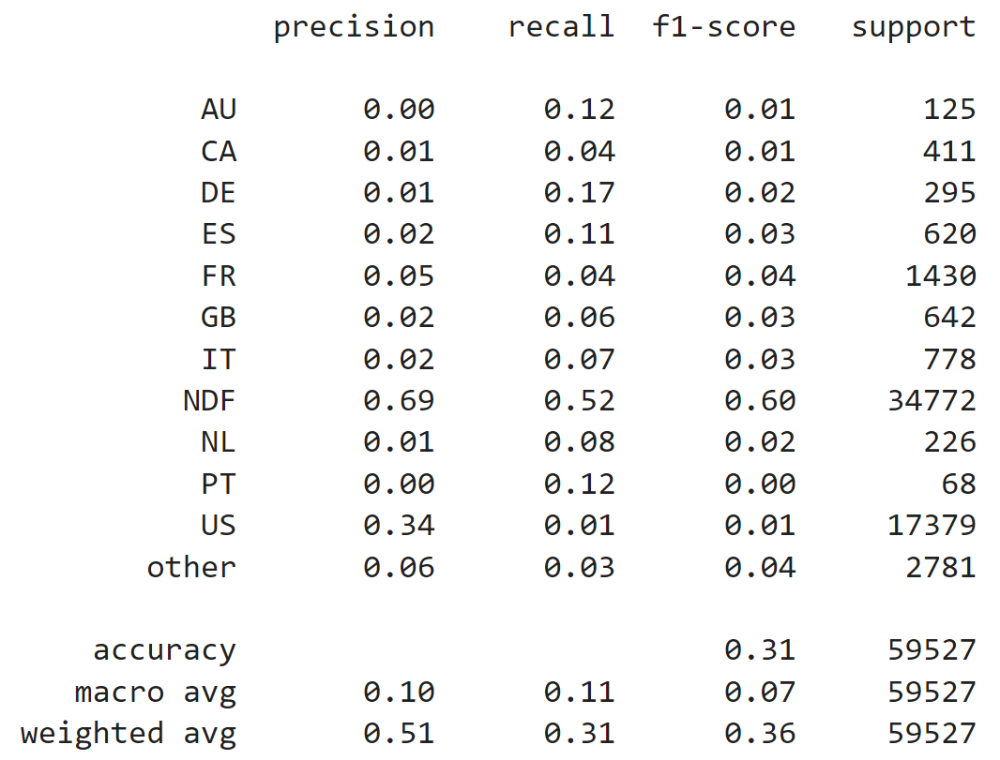 precision recall f1-score support
AU 0.00 0.12 0.01 125
CA 0.01 0.04 0.01 411
DE 0.01 0.17 0.02 295
ES 0.02 0.11 0.03 620
FR 0.05 0.04 0.04 1430
GB 0.02 0.06 0.03 642
IT 0.02 0.07 0.03 778
NDF 0.69 0.52 0.60 34772
NL 0.01 0.08 0.02 226
PT 0.00 0.12 0.00 68
US 0.34 0.01 0.01 17379
other 0.06 0.03 0.04 2781
accuracy 0.31 59527
macro avg 0.10 0.11 0.07 59527
weighted avg 0.51 0.31 0.36 59527